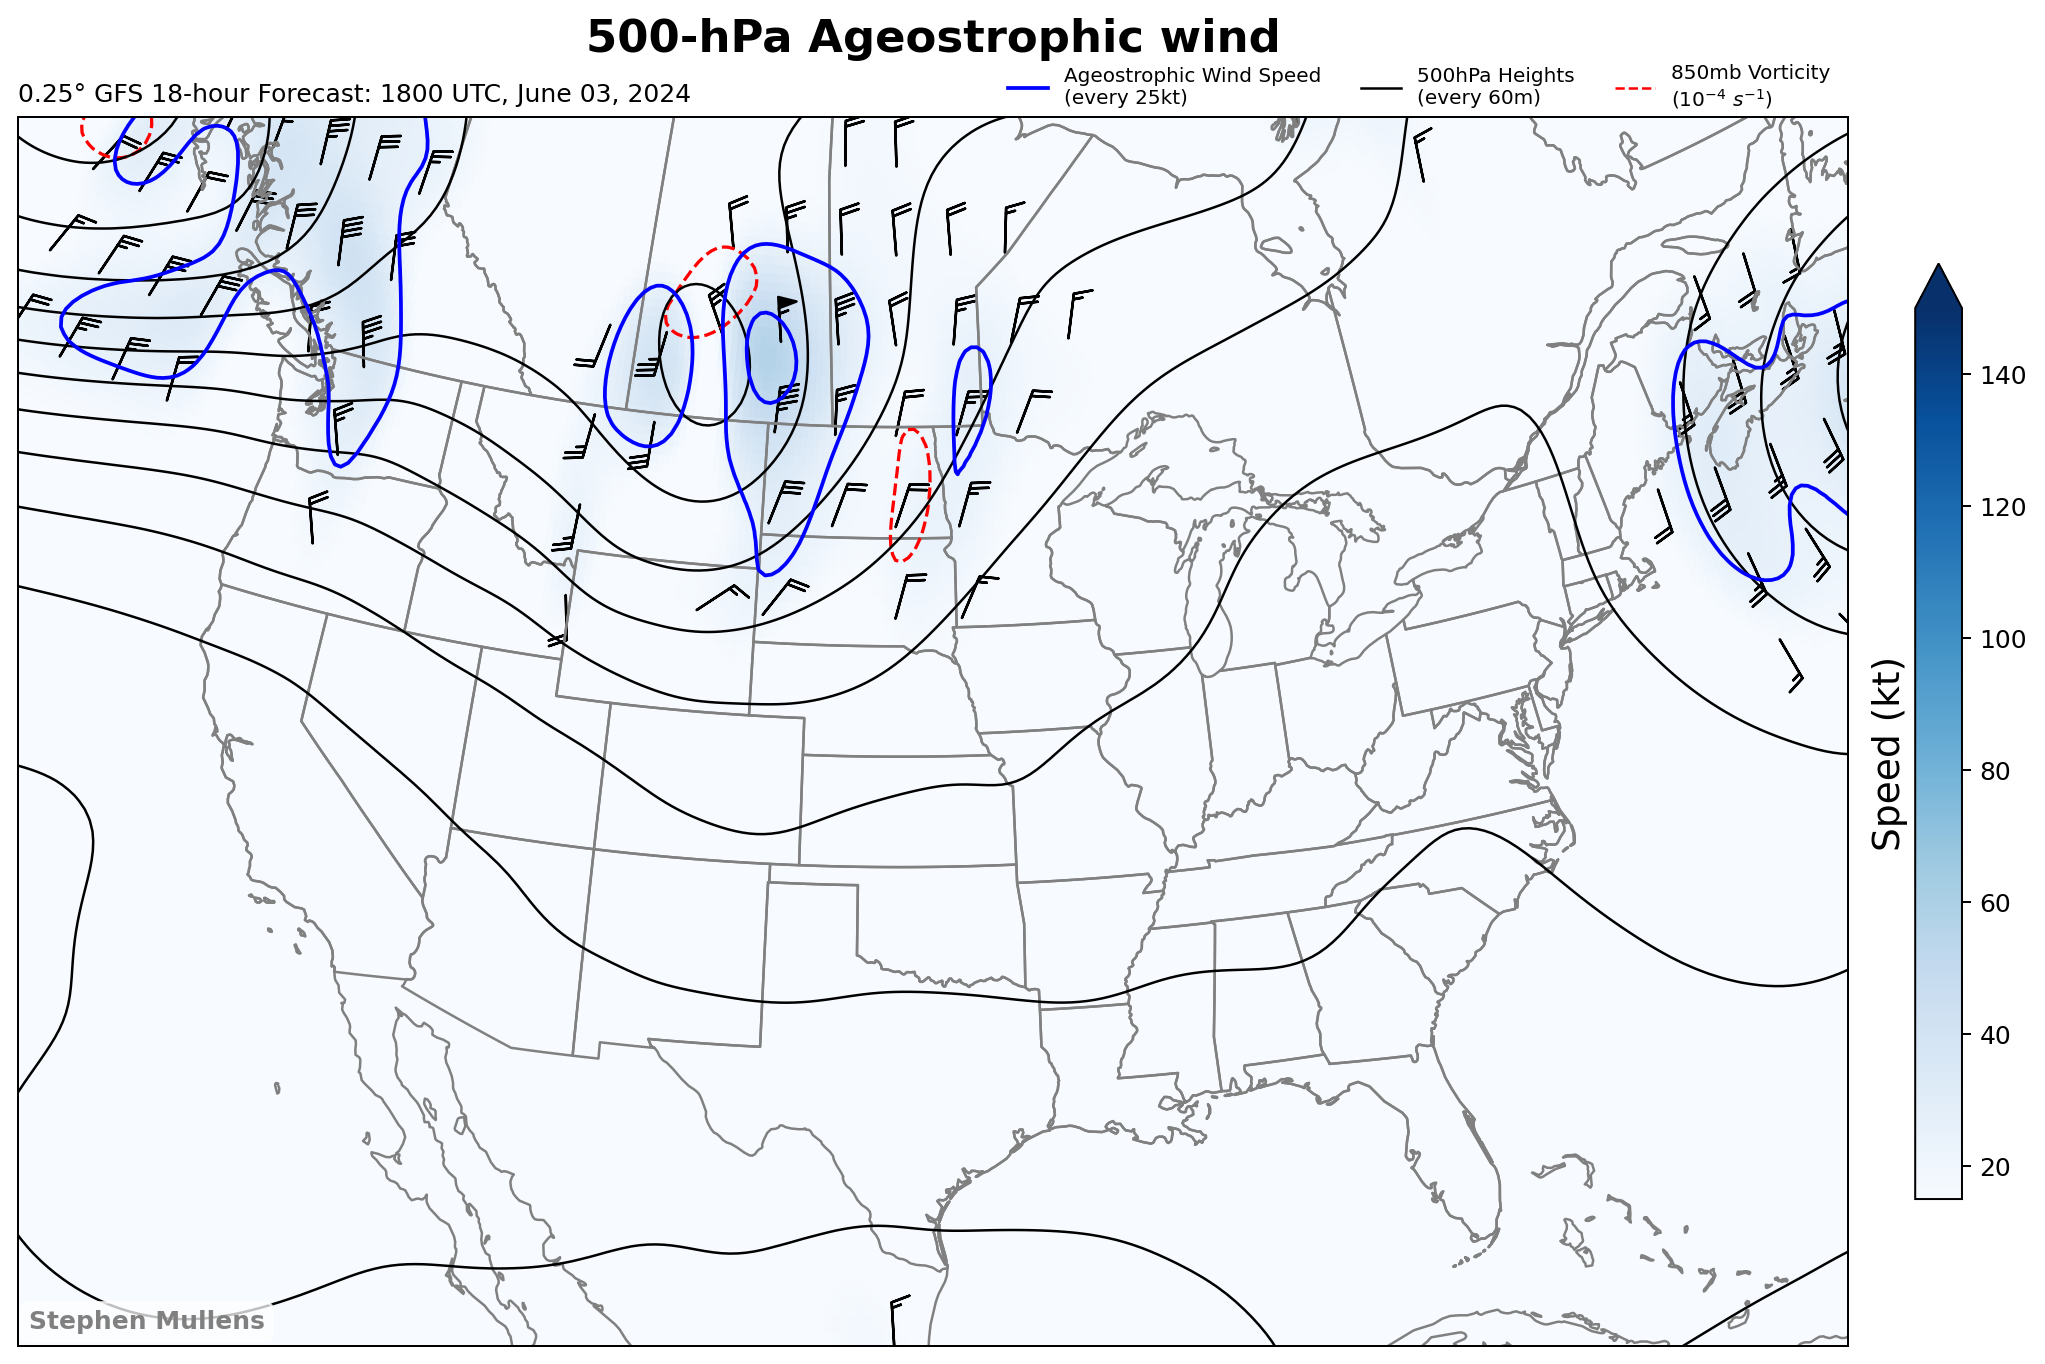 500-hPa Ageostrophic wind
0.25° GFS 18-hour Forecast: 1800 UTC, June 03, 2024
Ageostrophic Wind Speed
(every 25kt)
500hPa Heights
(every 60m)
850mb Vorticity
(10⁻⁴ s⁻¹)
140
120
100
80
60
40
20
Speed (kt)
Stephen Mullens